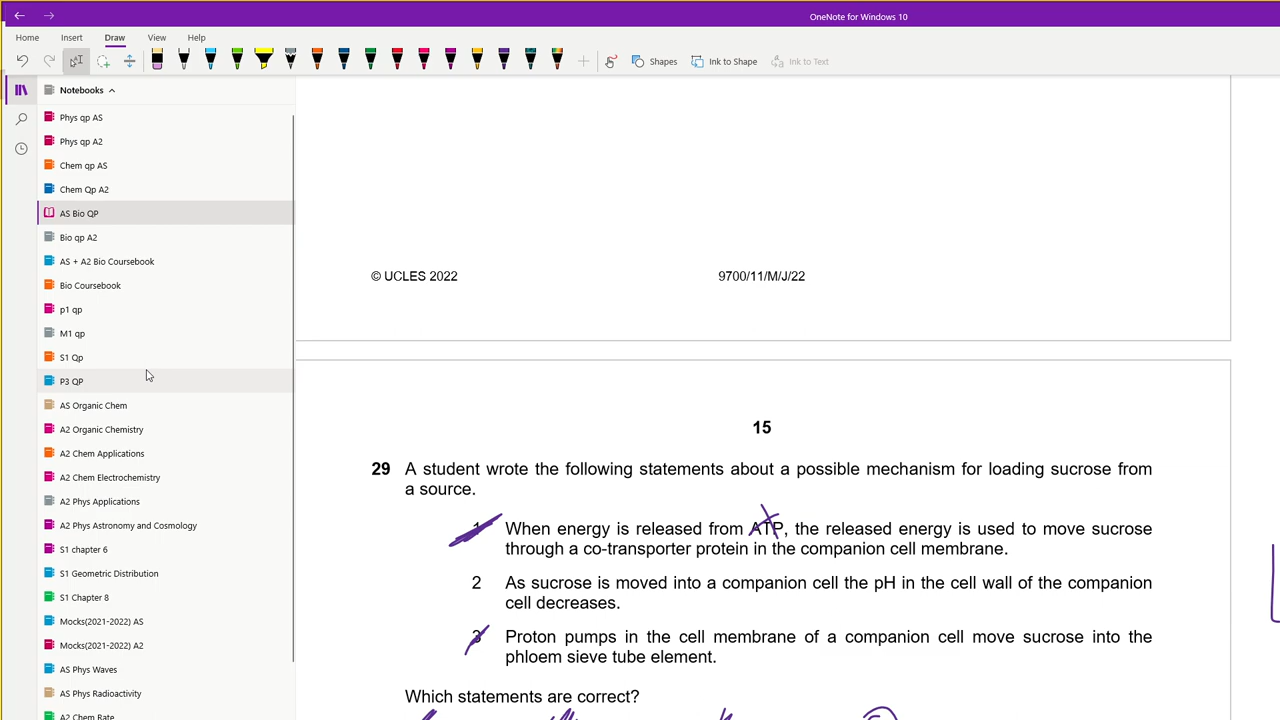 OneNote for Windows 10
Home Insert Draw View Help
Shapes Ink to Shape Ink to Text
Notebooks
Phys qp AS
Phys qp A2
Chem qp AS
Chem Qp A2
AS Bio QP
Bio qp A2
AS + A2 Bio Coursebook
Bio Coursebook
p1 qp
M1 qp
S1 Qp
P3 QP
AS Organic Chem
A2 Organic Chemistry
A2 Chem Applications
A2 Chem Electrochemistry
A2 Phys Applications
A2 Phys Astronomy and Cosmology
S1 chapter 6
S1 Geometric Distribution
S1 Chapter 8
Mocks(2021-2022) AS
Mocks(2021-2022) A2
AS Phys Waves
AS Phys Radioactivity
A2 Chem Rate
© UCLES 2022 9700/11/M/J/22
15
29 A student wrote the following statements about a possible mechanism for loading sucrose from
a source.
1 When energy is released from ATP, the released energy is used to move sucrose
through a co-transporter protein in the companion cell membrane.
2 As sucrose is moved into a companion cell the pH in the cell wall of the companion
cell decreases.
3 Proton pumps in the cell membrane of a companion cell move sucrose into the
phloem sieve tube element.
Which statements are correct?